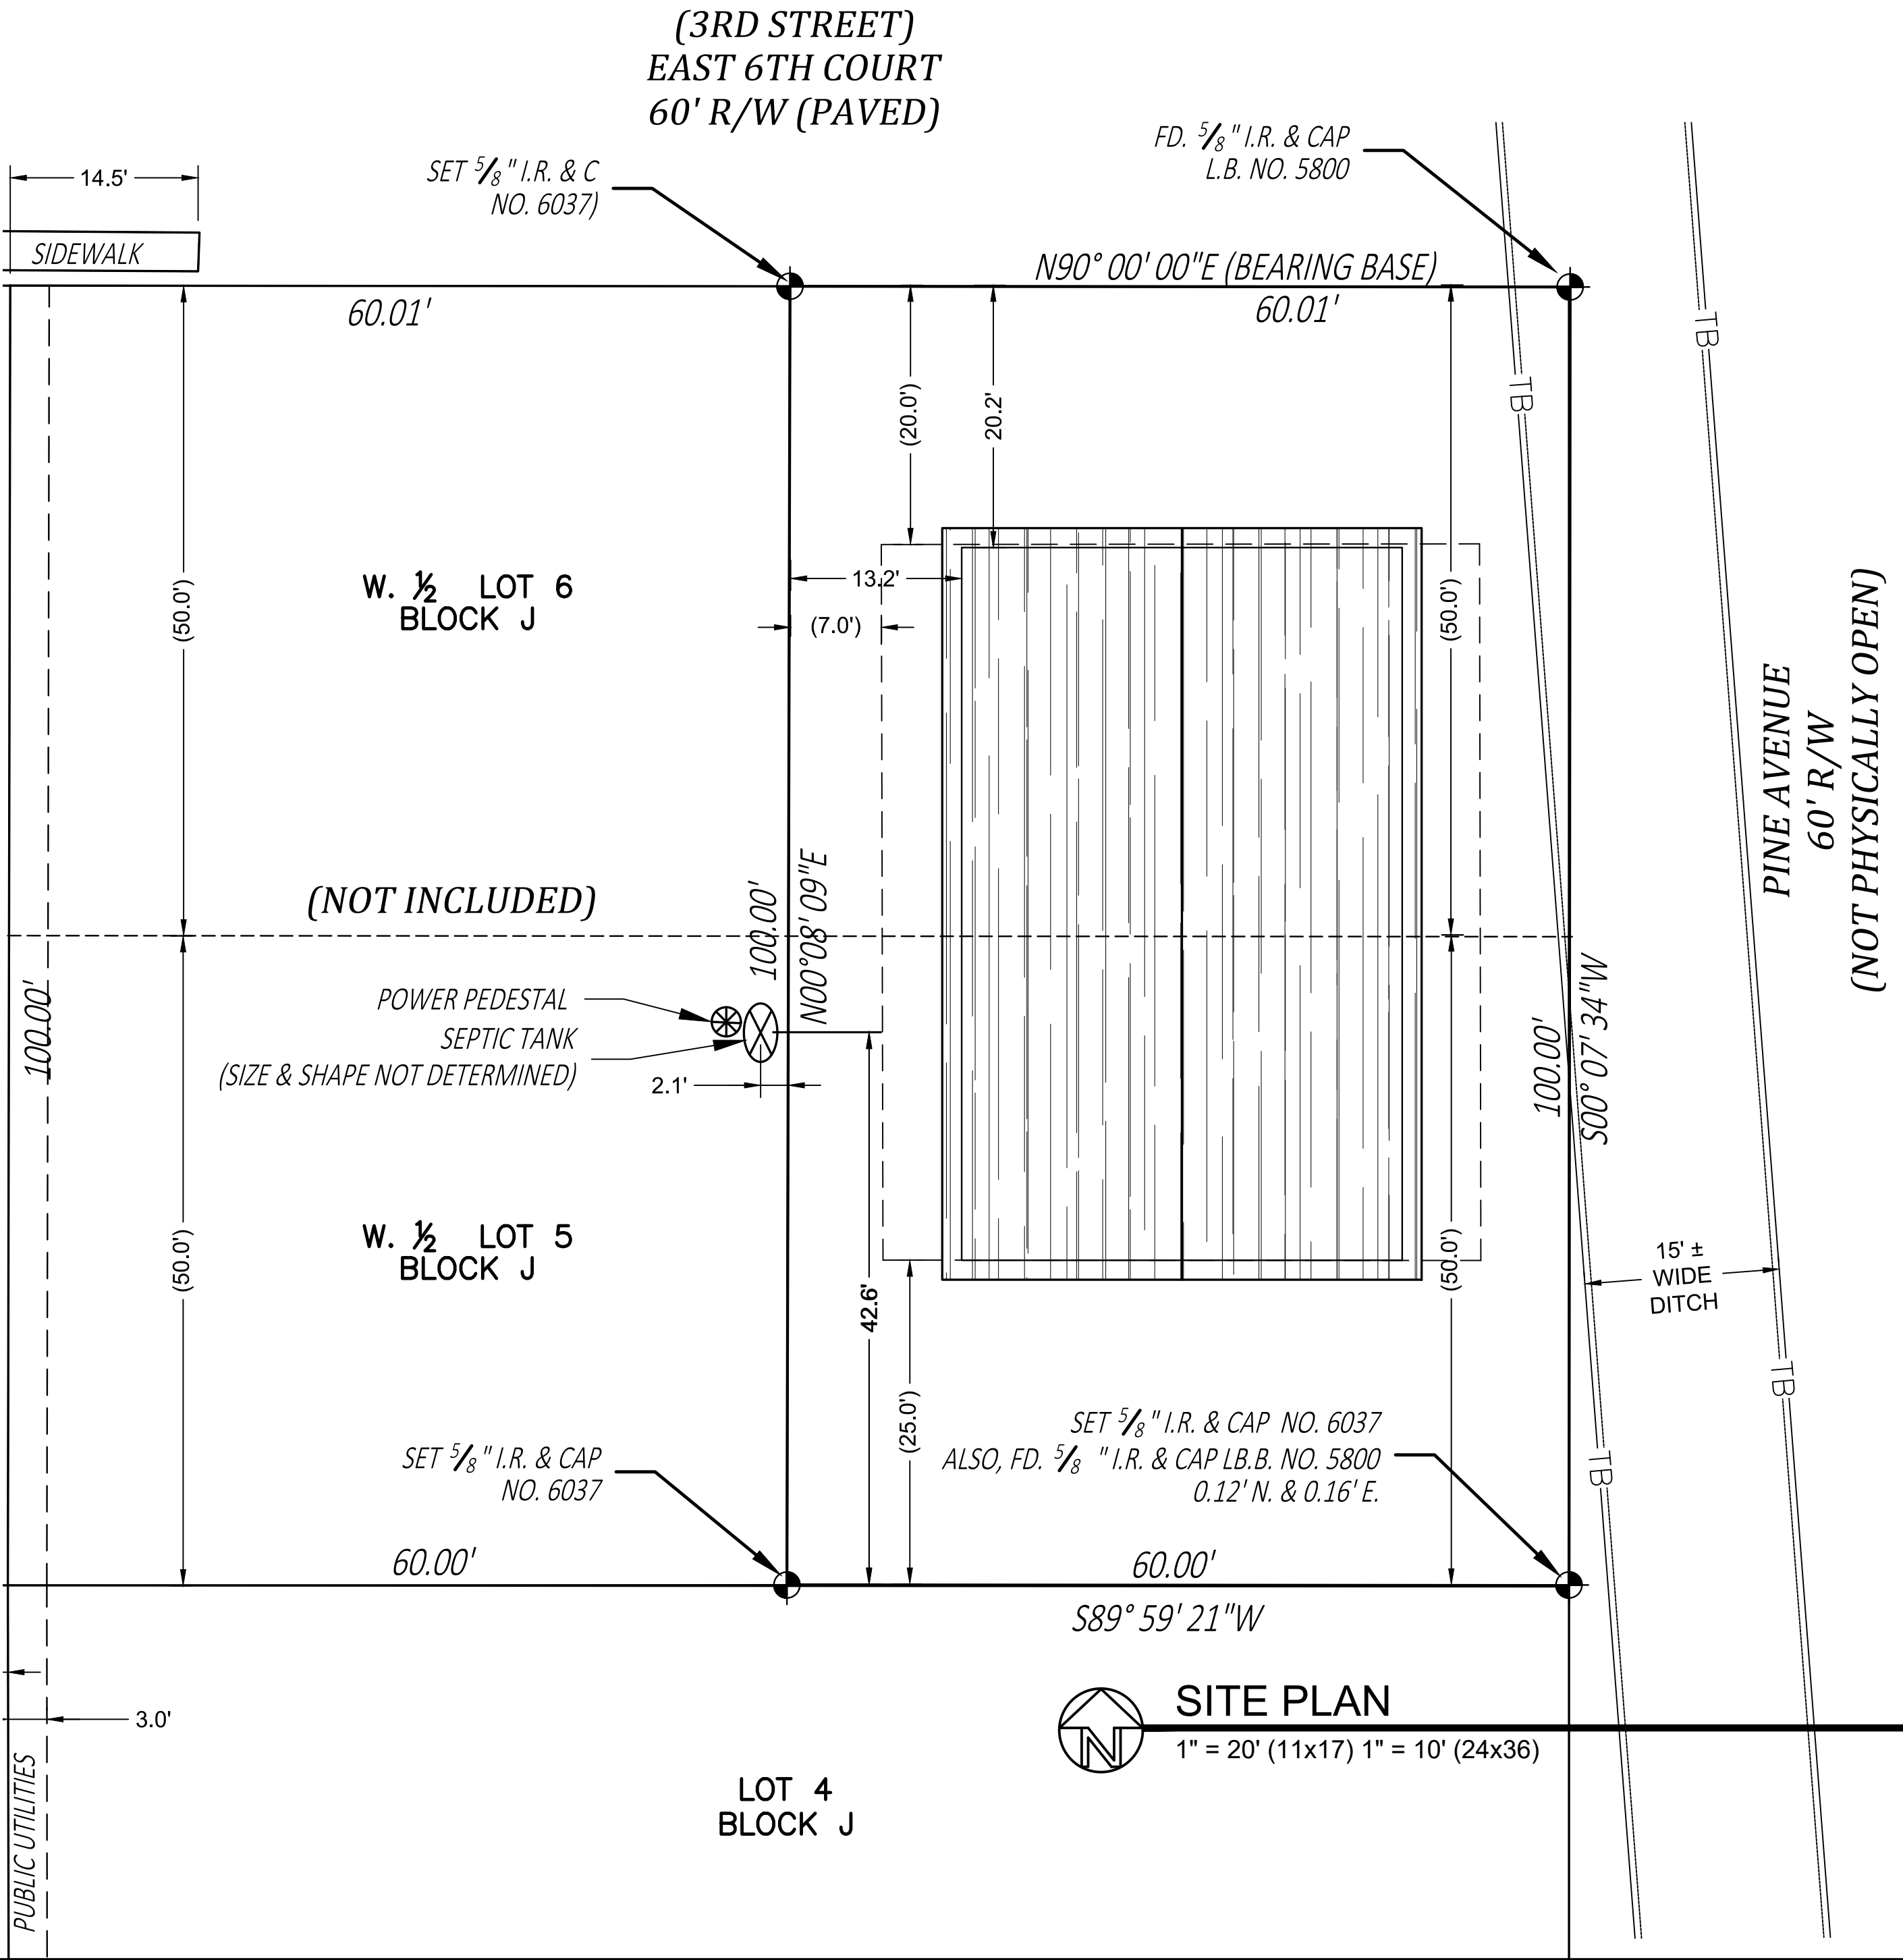 (3RD STREET)
EAST 6TH COURT
60' R/W (PAVED)
FD. 5/8" I.R. & CAP
L.B. NO. 5800
SET 5/8" I.R. & C
NO. 6037)
14.5'
SIDEWALK
N90° 00' 00"E (BEARING BASE)
60.01'
60.01'
TB
TB
(20.0')
20.2'
W. ½ LOT 6
BLOCK J
(50.0')
13.2'
(7.0')
(50.0')
PINE AVENUE
60' R/W
(NOT PHYSICALLY OPEN)
(NOT INCLUDED)
100.00'
N00°08' 09"E
100.00'
POWER PEDESTAL
SEPTIC TANK
(SIZE & SHAPE NOT DETERMINED)
2.1'
100.00'
S00° 07' 34"W
W. ½ LOT 5
BLOCK J
(50.0')
42.6'
(50.0')
15' ±
WIDE
DITCH
(25.0')
TB
SET 5/8" I.R. & CAP NO. 6037
ALSO, FD. 5/8 " I.R. & CAP LB.B. NO. 5800
0.12' N. & 0.16' E.
TB
SET 5/8" I.R. & CAP
NO. 6037
60.00'
60.00'
S89° 59' 21"W
3.0'
PUBLIC UTILITIES
N
SITE PLAN
1" = 20' (11x17) 1" = 10' (24x36)
LOT 4
BLOCK J